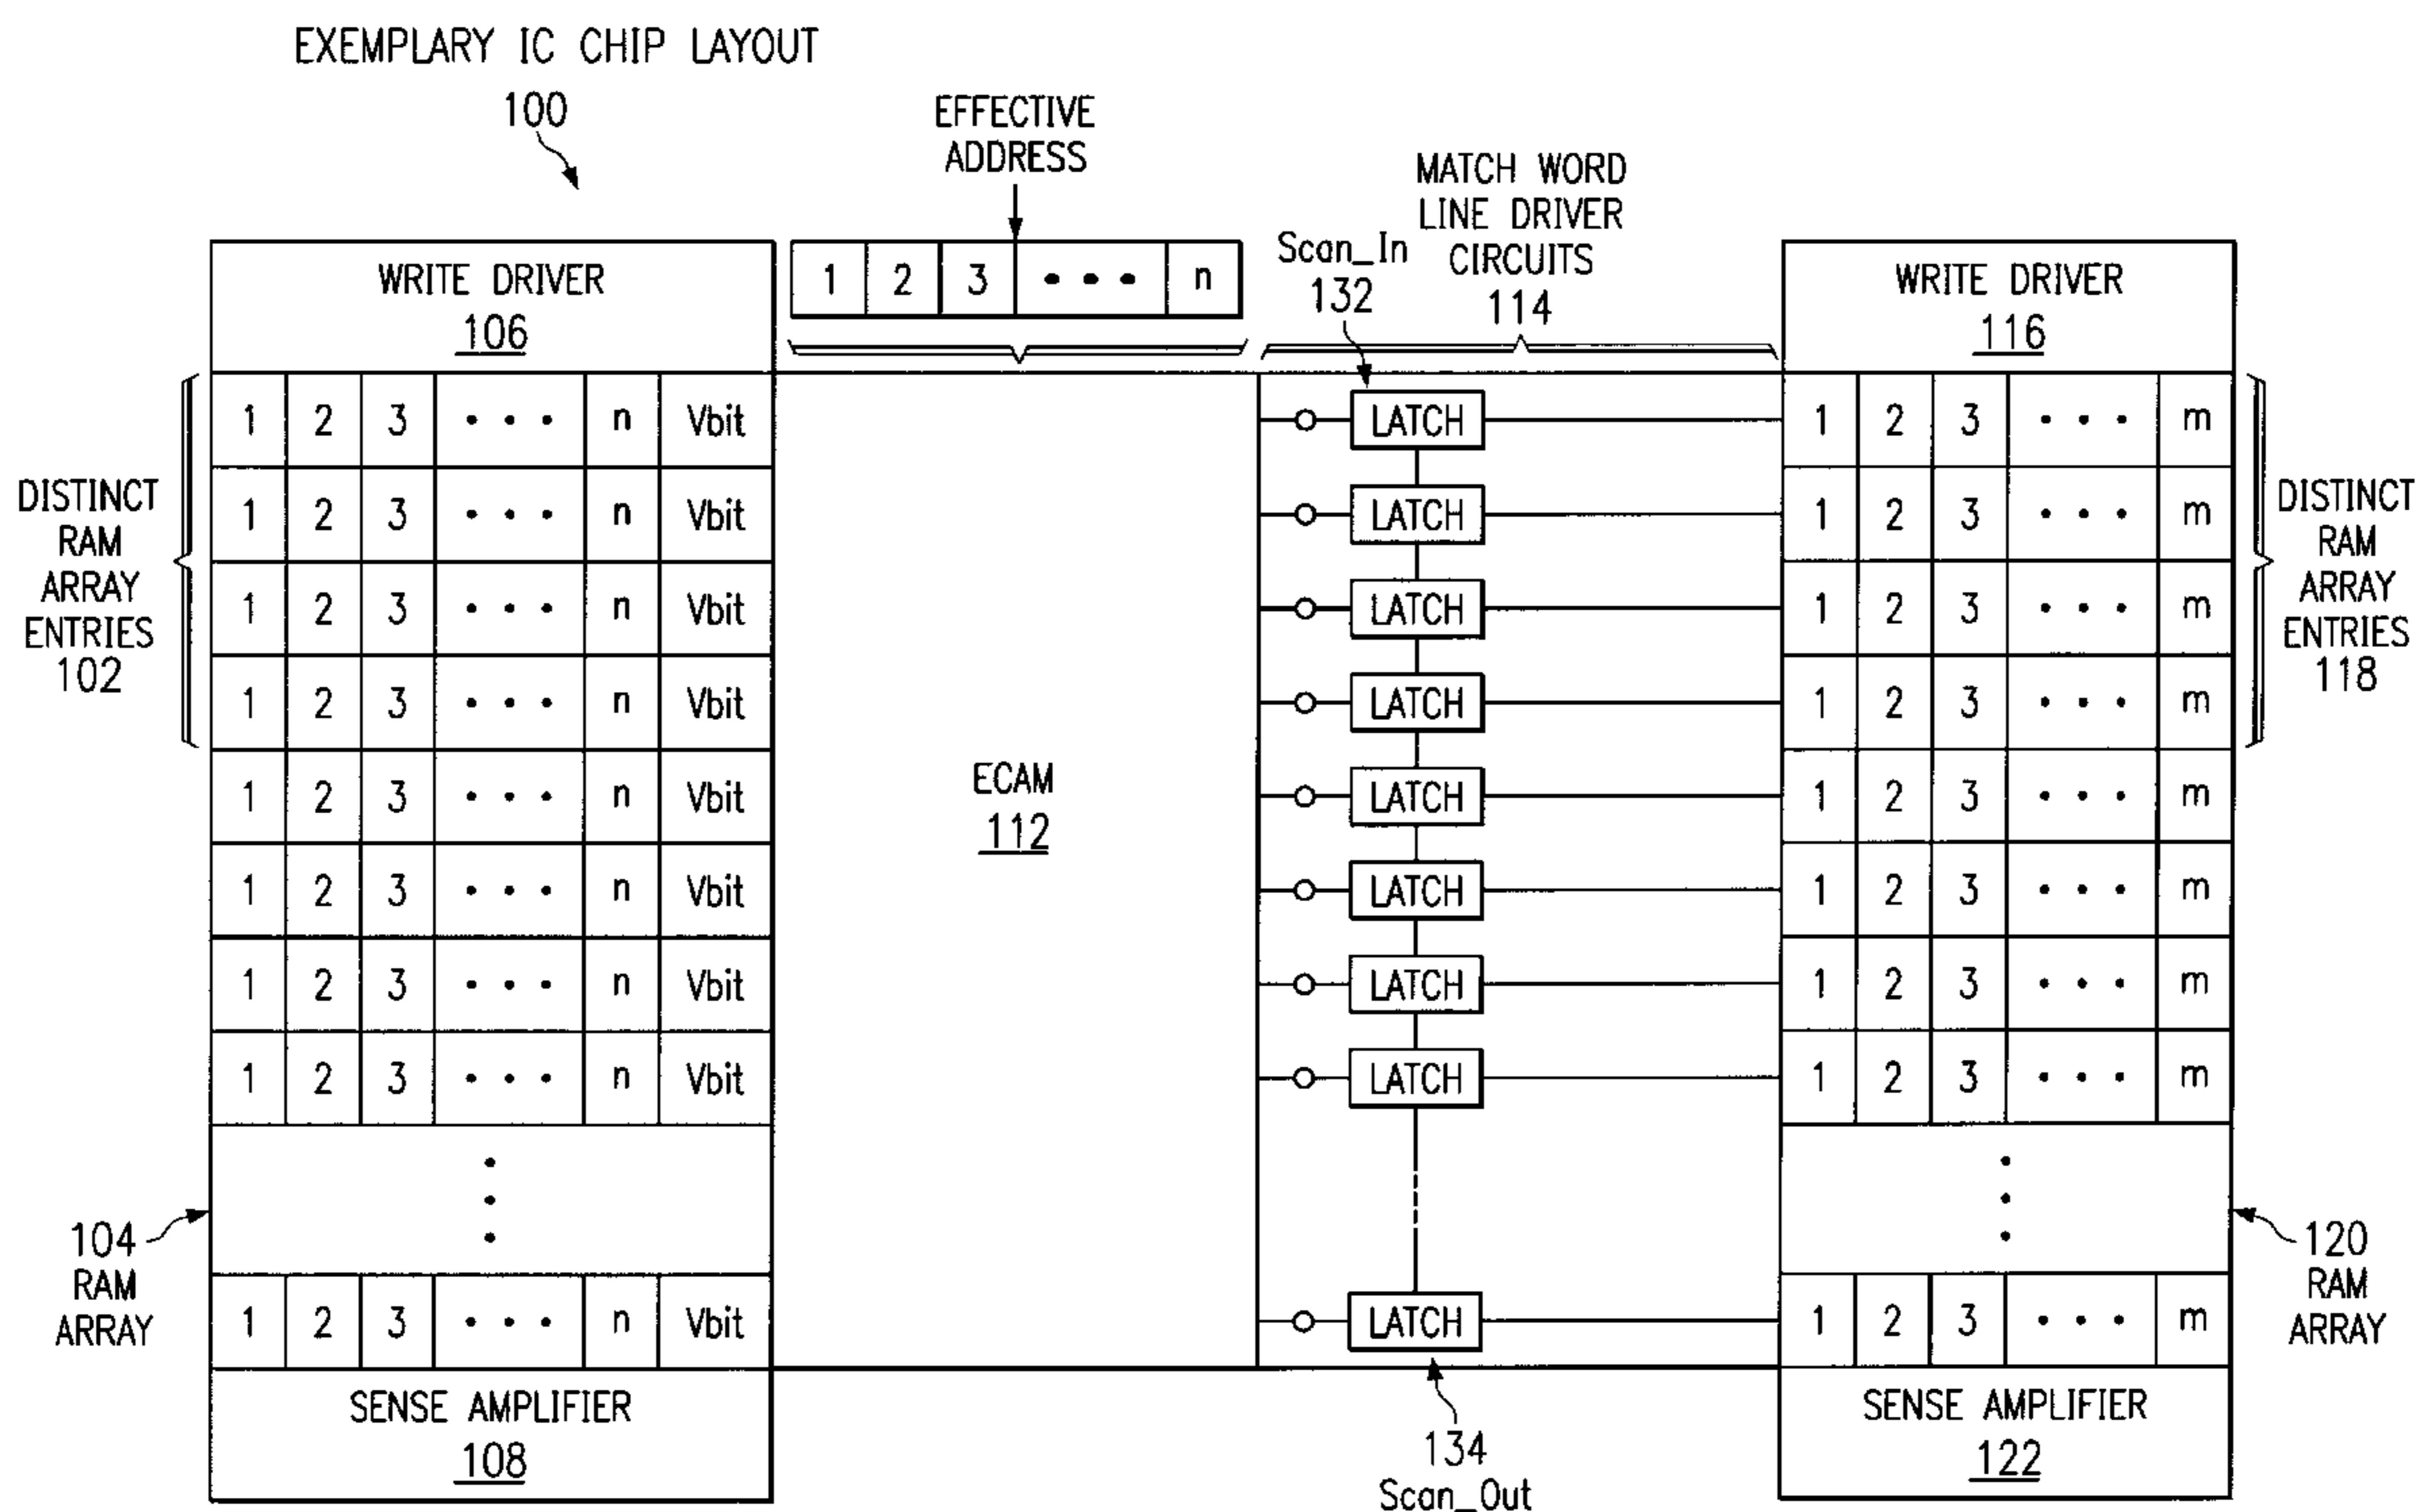 EXEMPLARY IC CHIP LAYOUT
100
EFFECTIVE
ADDRESS
1 2 3 • • • n
MATCH WORD
LINE DRIVER
CIRCUITS
114
Scan_In
132
WRITE DRIVER
106
WRITE DRIVER
116
DISTINCT
RAM
ARRAY
ENTRIES
102
1 2 3 • • • n Vbit
1 2 3 • • • n Vbit
1 2 3 • • • n Vbit
1 2 3 • • • n Vbit
1 2 3 • • • n Vbit
1 2 3 • • • n Vbit
1 2 3 • • • n Vbit
1 2 3 • • • n Vbit
1 2 3 • • • n Vbit
104
RAM
ARRAY
SENSE AMPLIFIER
108
ECAM
112
LATCH
LATCH
LATCH
LATCH
LATCH
LATCH
LATCH
LATCH
LATCH
134
Scan_Out
1 2 3 • • • m
1 2 3 • • • m
1 2 3 • • • m
1 2 3 • • • m
1 2 3 • • • m
1 2 3 • • • m
1 2 3 • • • m
1 2 3 • • • m
1 2 3 • • • m
DISTINCT
RAM
ARRAY
ENTRIES
118
120
RAM
ARRAY
SENSE AMPLIFIER
122